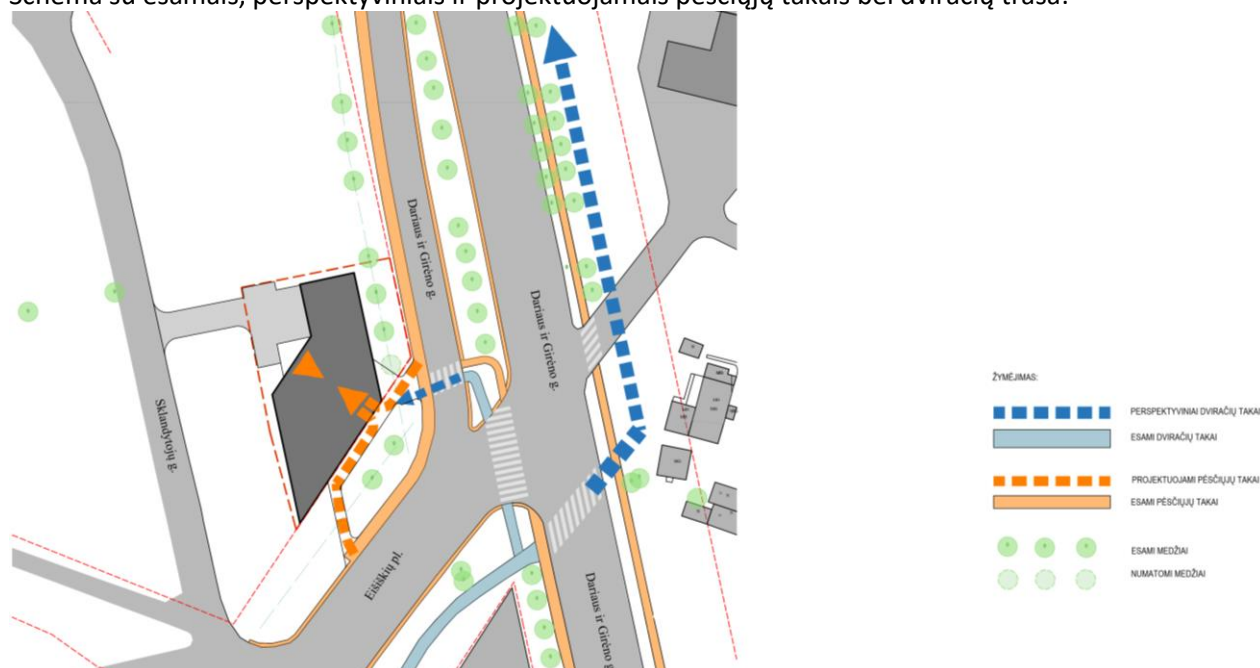 Schema su esamais, perspektyviniais ir projektuojamais pėsčiųjų takais bei dviračių trasa.
Dariaus ir Girėno g.
Dariaus ir Girėno g.
Sklandytojų g.
Eišiškių pl.
Dariaus ir Girėno g.
ŽYMĖJIMAS:
PERSPEKTYVINIAI DVIRAČIŲ TAKAI
ESAMI DVIRAČIŲ TAKAI
PROJEKTUOJAMI PĖSČIŲJŲ TAKAI
ESAMI PĖSČIŲJŲ TAKAI
ESAMI MEDŽIAI
NUMATOMI MEDŽIAI